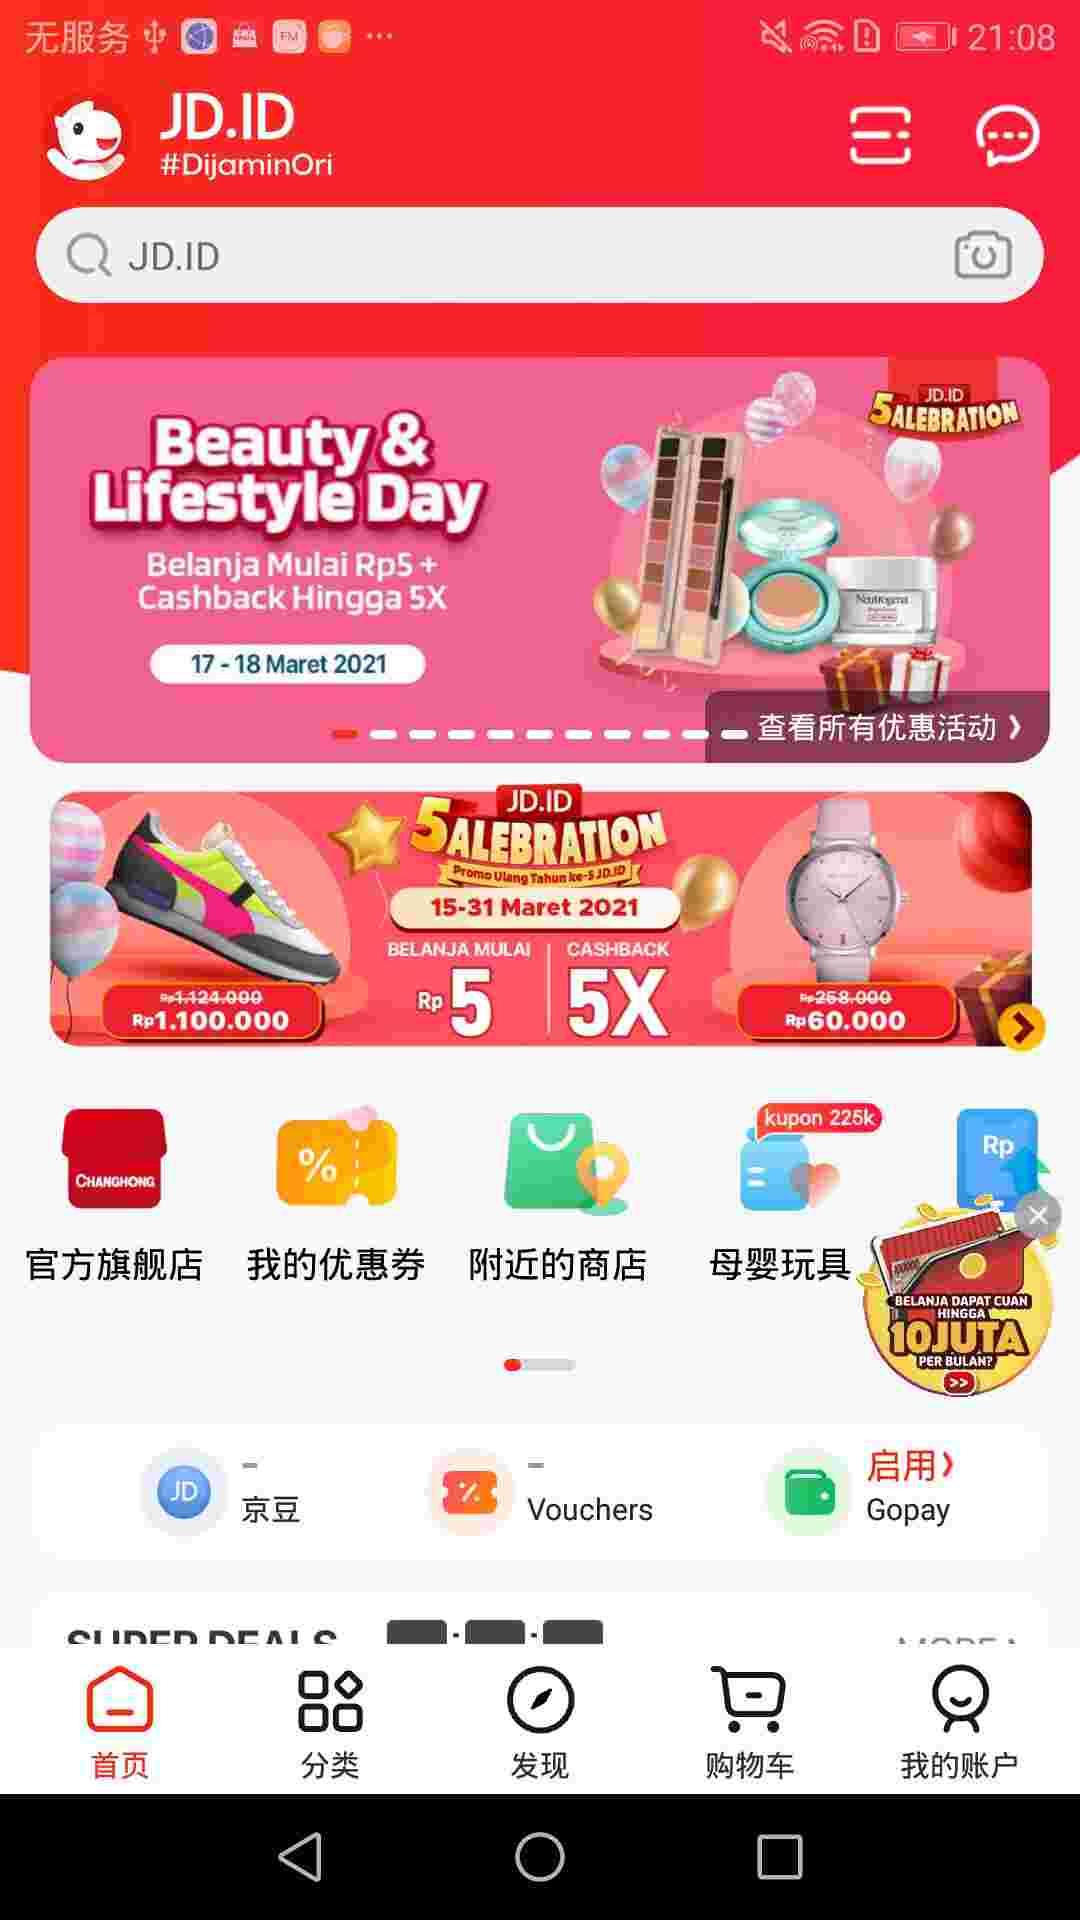 无服务
FM
21:08
JD.ID
#DijaminOri
JD.ID
JD.ID
5ALEBRATION
Beauty &
Lifestyle Day
Belanja Mulai Rp5 +
Cashback Hingga 5X
17 - 18 Maret 2021
Neutrogena
查看所有优惠活动
JD.ID
5ALEBRATION
Promo Ulang Tahun ke-5 JD.ID
15-31 Maret 2021
BELANJA MULAI
Rp 5
CASHBACK
5X
Rp1.124.000
Rp1.100.000
Rp258.000
Rp60.000
CHANGHONG
%
kupon 225k
Rp
官方旗舰店
我的优惠券
附近的商店
母婴玩具
BELANJA DAPAT CUAN
HINGGA
10JUTA
PER BULAN?
>>
JD
京豆
Vouchers
启用
Gopay
SUPER DEALS
MORE
首页
分类
发现
购物车
我的账户